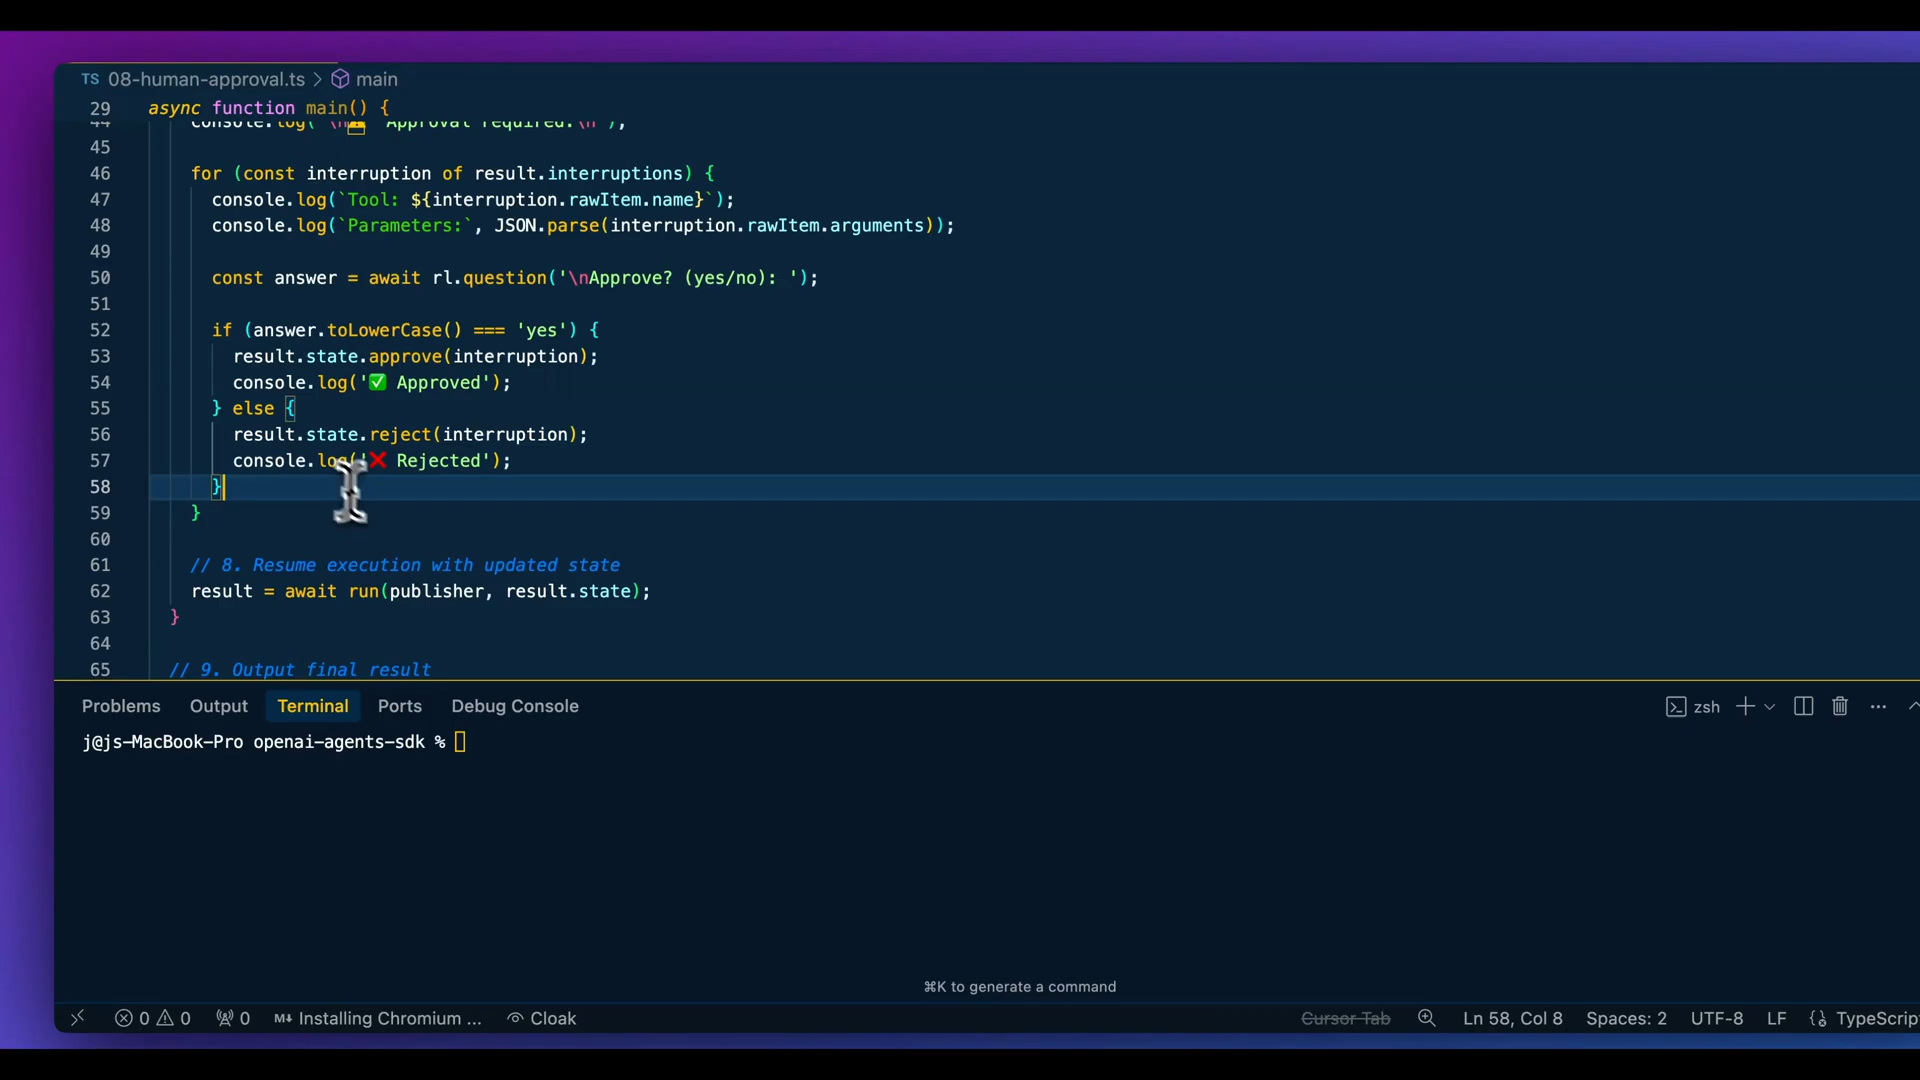 TS 08-human-approval.ts > main
29 async function main() {
44 console.log('\n⚠️ Approval required:\n');
45
46 for (const interruption of result.interruptions) {
47 console.log(`Tool: ${interruption.rawItem.name}`);
48 console.log(`Parameters:`, JSON.parse(interruption.rawItem.arguments));
49
50 const answer = await rl.question('\nApprove? (yes/no): ');
51
52 if (answer.toLowerCase() === 'yes') {
53 result.state.approve(interruption);
54 console.log('✅ Approved');
55 } else {
56 result.state.reject(interruption);
57 console.log('❌ Rejected');
58 }
59 }
60
61 // 8. Resume execution with updated state
62 result = await run(publisher, result.state);
63 }
64
65 // 9. Output final result
Problems Output Terminal Ports Debug Console zsh
j@js-MacBook-Pro openai-agents-sdk %
⌘K to generate a command
0 0 0 M↓ Installing Chromium ... Cloak Cursor Tab Ln 58, Col 8 Spaces: 2 UTF-8 LF {} TypeScrip